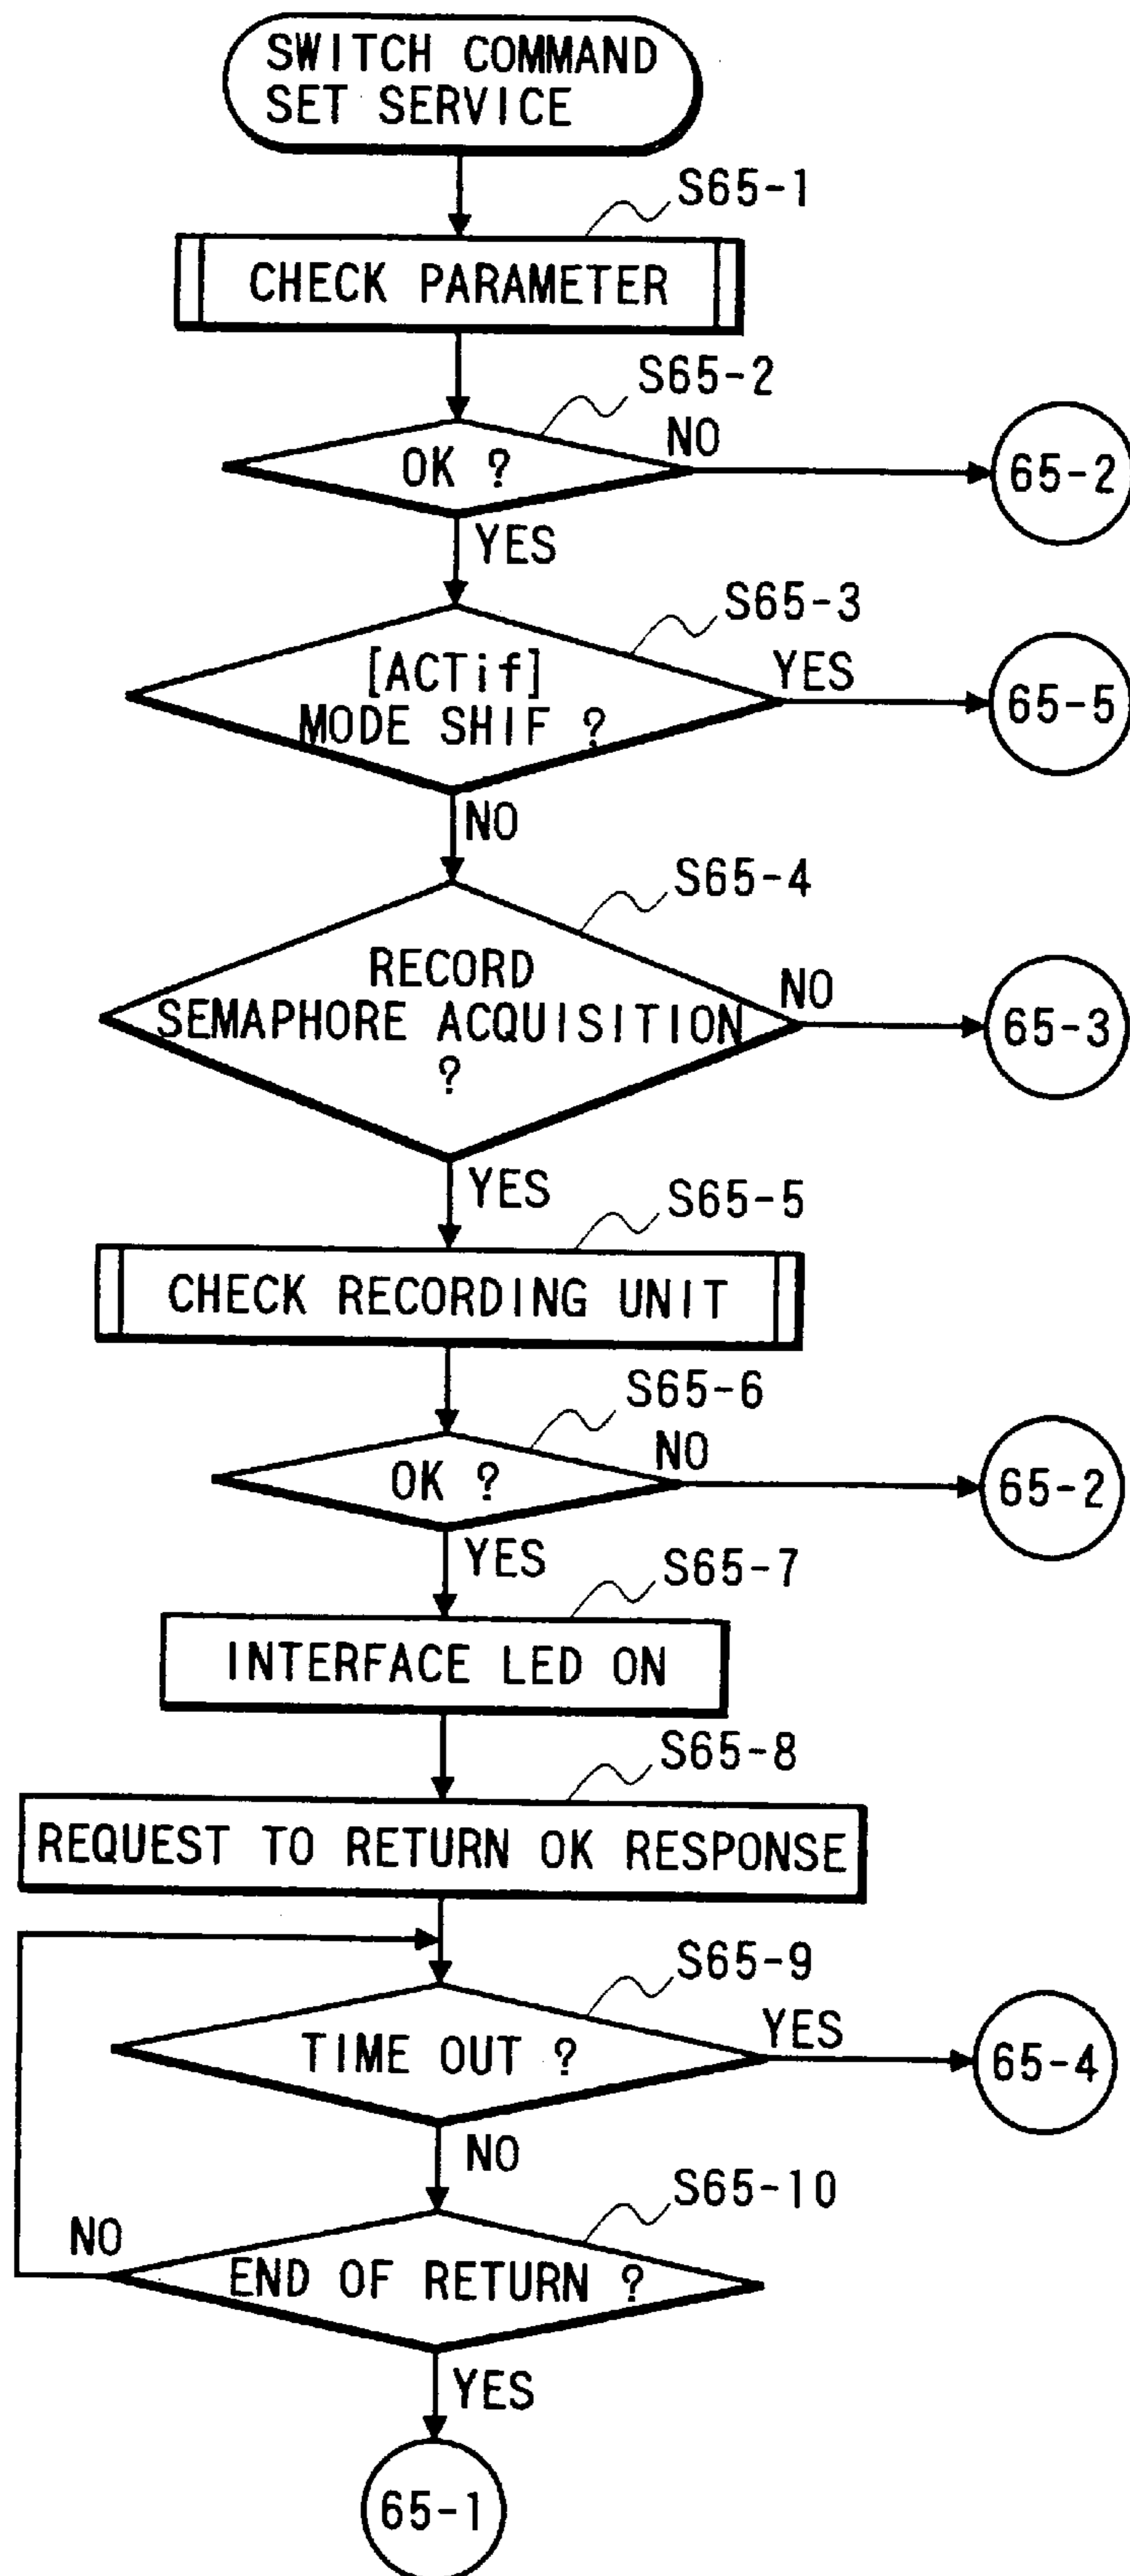 SWITCH COMMAND
SET SERVICE
S65-1
CHECK PARAMETER
S65-2
OK ?
NO
65-2
YES
S65-3
[ACTif]
MODE SHIF ?
YES
65-5
NO
S65-4
RECORD
SEMAPHORE ACQUISITION
?
NO
65-3
YES
S65-5
CHECK RECORDING UNIT
S65-6
OK ?
NO
65-2
YES
S65-7
INTERFACE LED ON
S65-8
REQUEST TO RETURN OK RESPONSE
S65-9
TIME OUT ?
YES
65-4
NO
S65-10
NO
END OF RETURN ?
YES
65-1